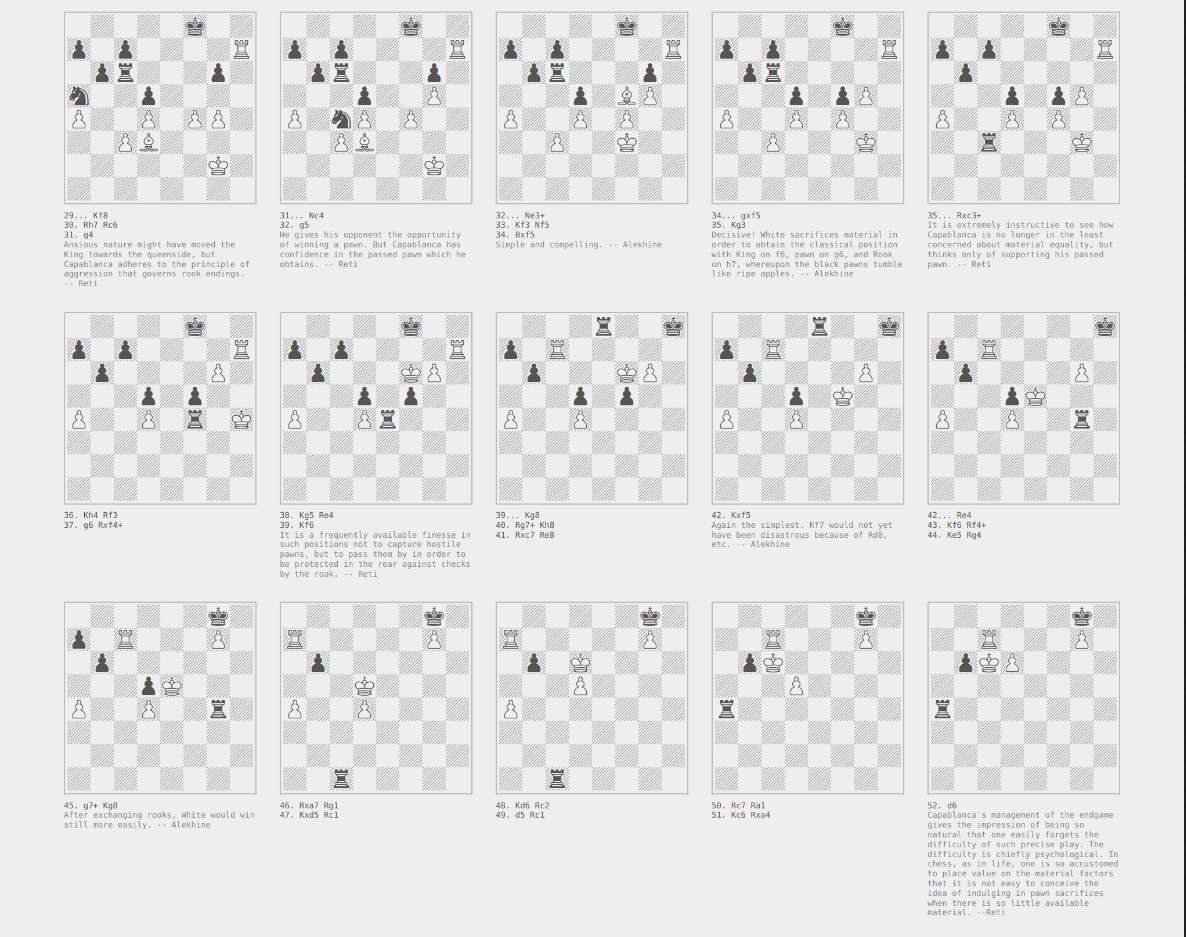 29... Kf8
30. Rh7 Rc6
31. g4
Anxious nature might have moved the
King towards the queenside, but
Capablanca adheres to the principle of
aggression that governs rook endings.
-- Reti
31... Nc4
32. g5
He gives his opponent the opportunity
of winning a pawn. But Capablanca has
confidence in the passed pawn which he
obtains. -- Reti
32... Ne3+
33. Kf3 Nf5
34. Bxf5
Simple and compelling. -- Alekhine
34... gxf5
35. Kg3
Decisive! White sacrifices material in
order to obtain the classical position
with King on f6, pawn on g6, and Rook
on h7, whereupon the black pawns tumble
like ripe apples. -- Alekhine
35... Rxc3+
It is extremely instructive to see how
Capablanca is no longer in the least
concerned about material equality, but
thinks only of supporting his passed
pawn. -- Reti
36. Kh4 Rf3
37. g6 Rxf4+
38. Kg5 Re4
39. Kf6
It is a frequently available finesse in
such positions not to capture hostile
pawns, but to pass them by in order to
be protected in the rear against checks
by the rook. -- Reti
39... Kg8
40. Rg7+ Kh8
41. Rxc7 Re8
42. Kxf5
Again the simplest. Kf7 would not yet
have been disastrous because of Rd8,
etc. -- Alekhine
42... Re4
43. Kf6 Rf4+
44. Ke5 Rg4
45. g7+ Kg8
After exchanging rooks, White would win
still more easily. -- Alekhine
46. Rxa7 Rg1
47. Kxd5 Rc1
48. Kd6 Rc2
49. d5 Rc1
50. Rc7 Ra1
51. Kc6 Rxa4
52. d6
Capablanca's management of the endgame
gives the impression of being so
natural that one easily forgets the
difficulty of such precise play. The
difficulty is chiefly psychological. In
chess, as in life, one is so accustomed
to place value on the material factors
that it is not easy to conceive the
idea of indulging in pawn sacrifices
when there is so little available
material. --Reti